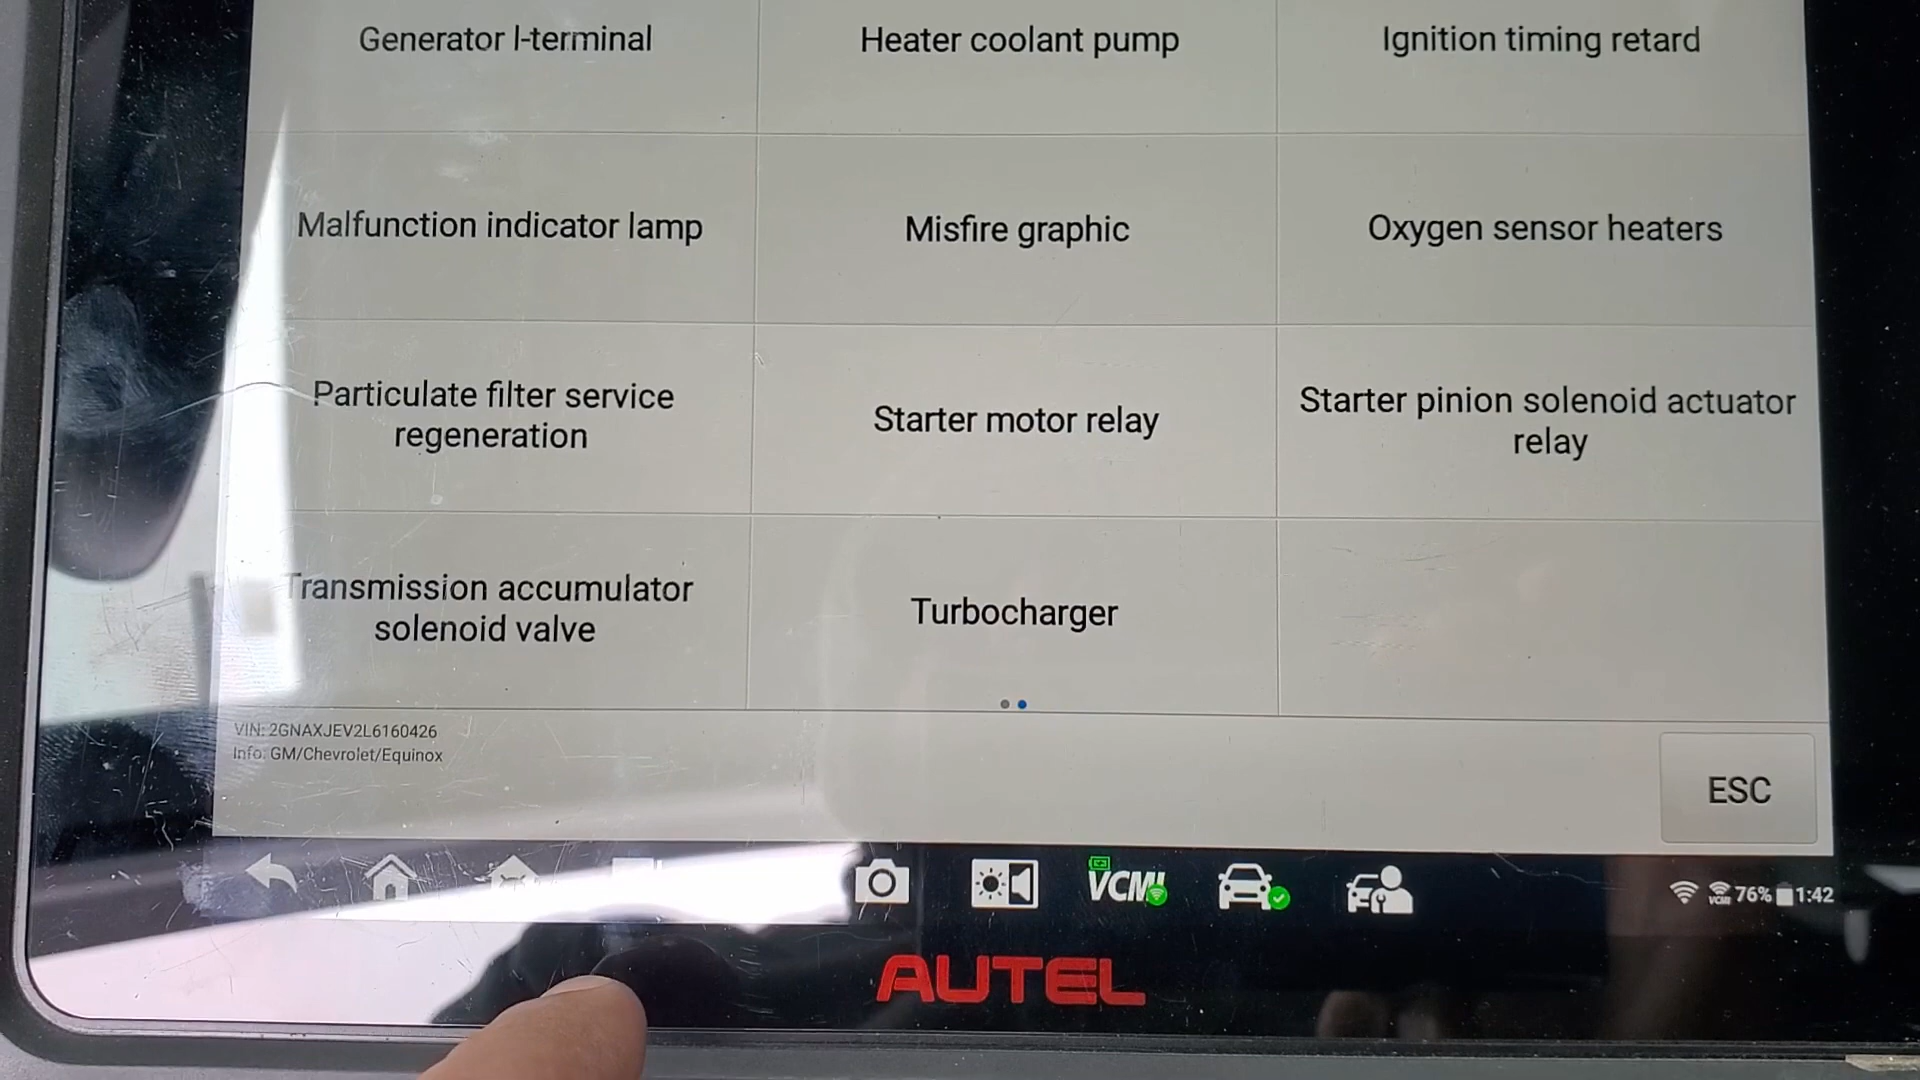 Generator I-terminal
Heater coolant pump
Ignition timing retard
Malfunction indicator lamp
Misfire graphic
Oxygen sensor heaters
Particulate filter service
regeneration
Starter motor relay
Starter pinion solenoid actuator
relay
Transmission accumulator
solenoid valve
Turbocharger
VIN: 2GNAXJEV2L6160426
Info: GM/Chevrolet/Equinox
ESC
VCMI
VCMI
76%
1:42
AUTEL